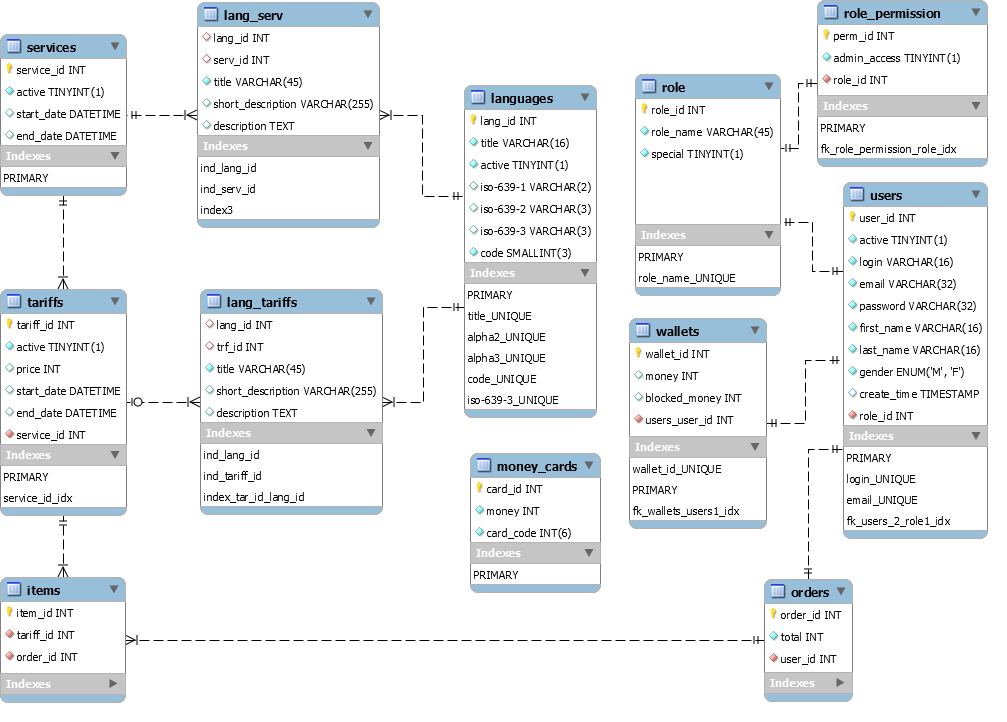 services
service_id INT
active TINYINT(1)
start_date DATETIME
end_date DATETIME
Indexes
PRIMARY
lang_serv
lang_id INT
serv_id INT
title VARCHAR(45)
short_description VARCHAR(255)
description TEXT
Indexes
ind_lang_id
ind_serv_id
index3
languages
lang_id INT
title VARCHAR(16)
active TINYINT(1)
iso-639-1 VARCHAR(2)
iso-639-2 VARCHAR(3)
iso-639-3 VARCHAR(3)
code SMALLINT(3)
Indexes
PRIMARY
title_UNIQUE
alpha2_UNIQUE
alpha3_UNIQUE
code_UNIQUE
iso-639-3_UNIQUE
role
role_id INT
role_name VARCHAR(45)
special TINYINT(1)
Indexes
PRIMARY
role_name_UNIQUE
role_permission
perm_id INT
admin_access TINYINT(1)
role_id INT
Indexes
PRIMARY
fk_role_permission_role_idx
users
user_id INT
active TINYINT(1)
login VARCHAR(16)
email VARCHAR(32)
password VARCHAR(32)
first_name VARCHAR(16)
last_name VARCHAR(16)
gender ENUM('M', 'F')
create_time TIMESTAMP
role_id INT
Indexes
PRIMARY
login_UNIQUE
email_UNIQUE
fk_users_2_role1_idx
tariffs
tariff_id INT
active TINYINT(1)
price INT
start_date DATETIME
end_date DATETIME
service_id INT
Indexes
PRIMARY
service_id_idx
lang_tariffs
lang_id INT
trf_id INT
title VARCHAR(45)
short_description VARCHAR(255)
description TEXT
Indexes
ind_lang_id
ind_tariff_id
index_tar_id_lang_id
wallets
wallet_id INT
money INT
blocked_money INT
users_user_id INT
Indexes
wallet_id_UNIQUE
PRIMARY
fk_wallets_users1_idx
money_cards
card_id INT
money INT
card_code INT(6)
Indexes
PRIMARY
items
item_id INT
tariff_id INT
order_id INT
Indexes
orders
order_id INT
total INT
user_id INT
Indexes